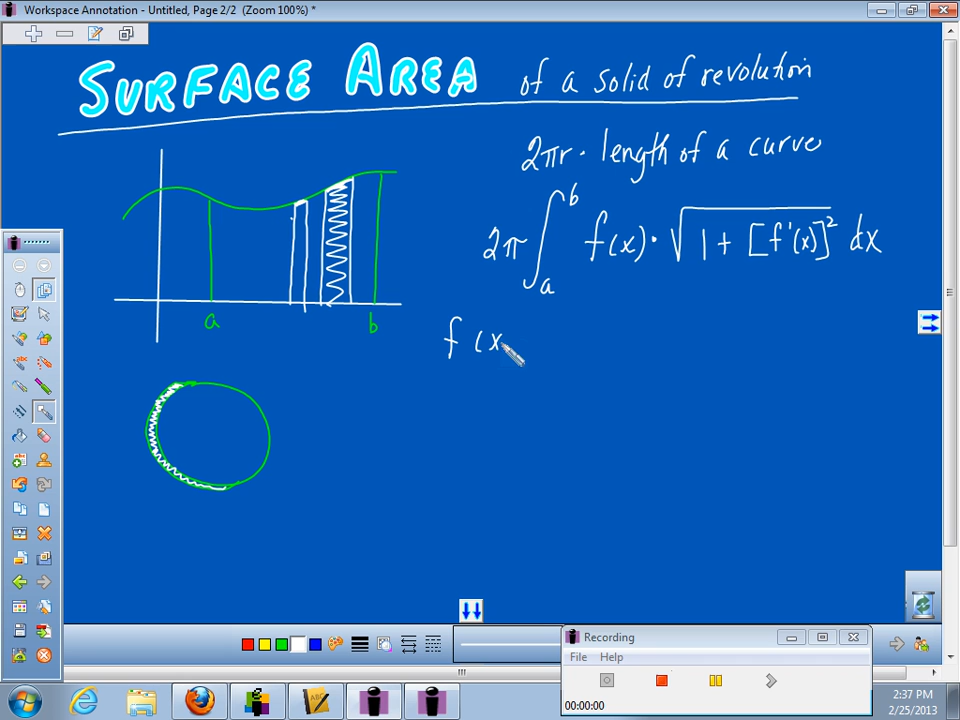 Workspace Annotation - Untitled, Page 2/2 (Zoom 100%) *
SURFACE AREA of a solid of revolution
2πr · length of a curve
2π ∫_a^b f(x) · √(1 + [f'(x)]²) dx
a
b
f (x
Recording
File Help
00:00:00
2:37 PM
2/25/2013